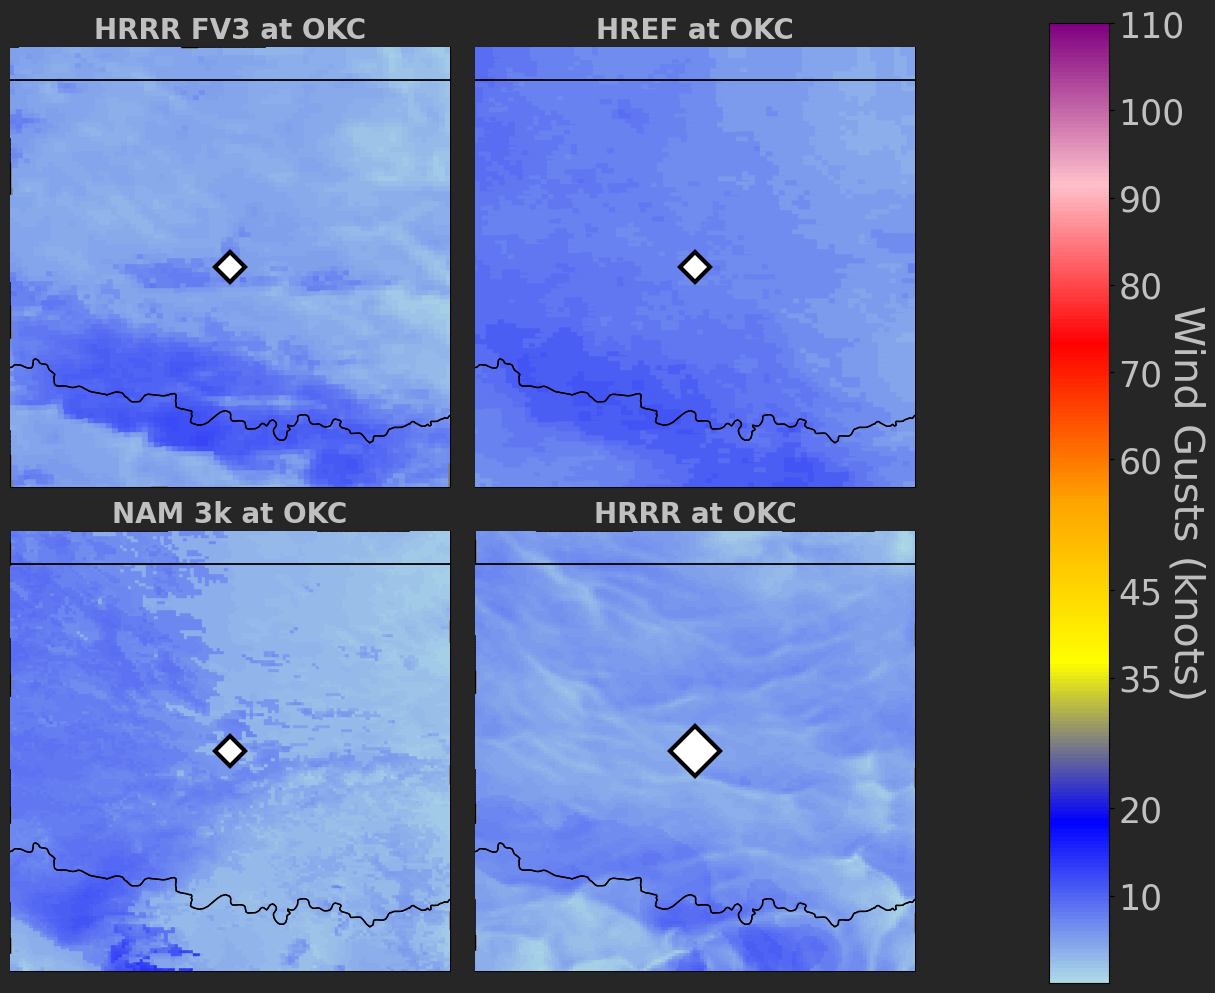 HRRR FV3 at OKC
HREF at OKC
NAM 3k at OKC
HRRR at OKC
110
100
90
80
70
60
45
35
20
10
Wind Gusts (knots)